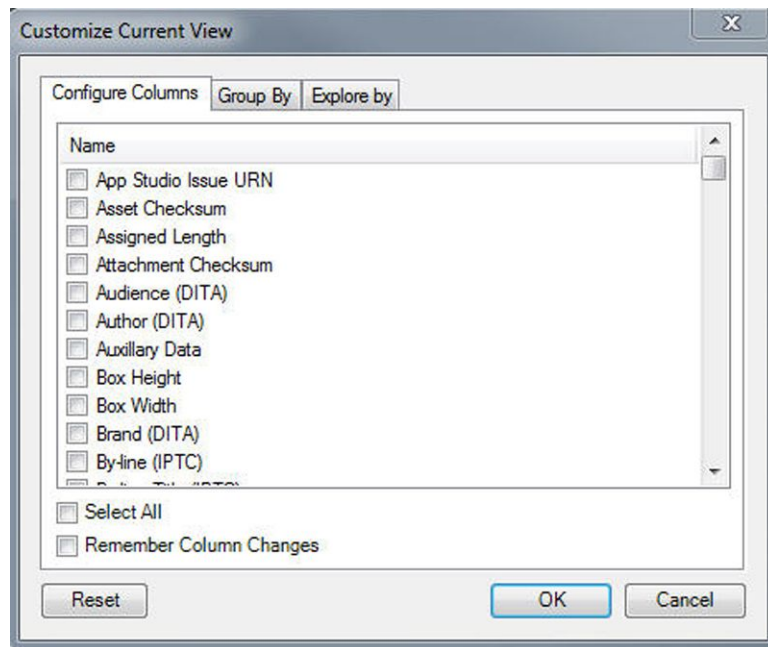 Customize Current View
Configure Columns Group By Explore by
Name
App Studio Issue URN
Asset Checksum
Assigned Length
Attachment Checksum
Audience (DITA)
Author (DITA)
Auxillary Data
Box Height
Box Width
Brand (DITA)
By-line (IPTC)
Select All
Remember Column Changes
Reset OK Cancel